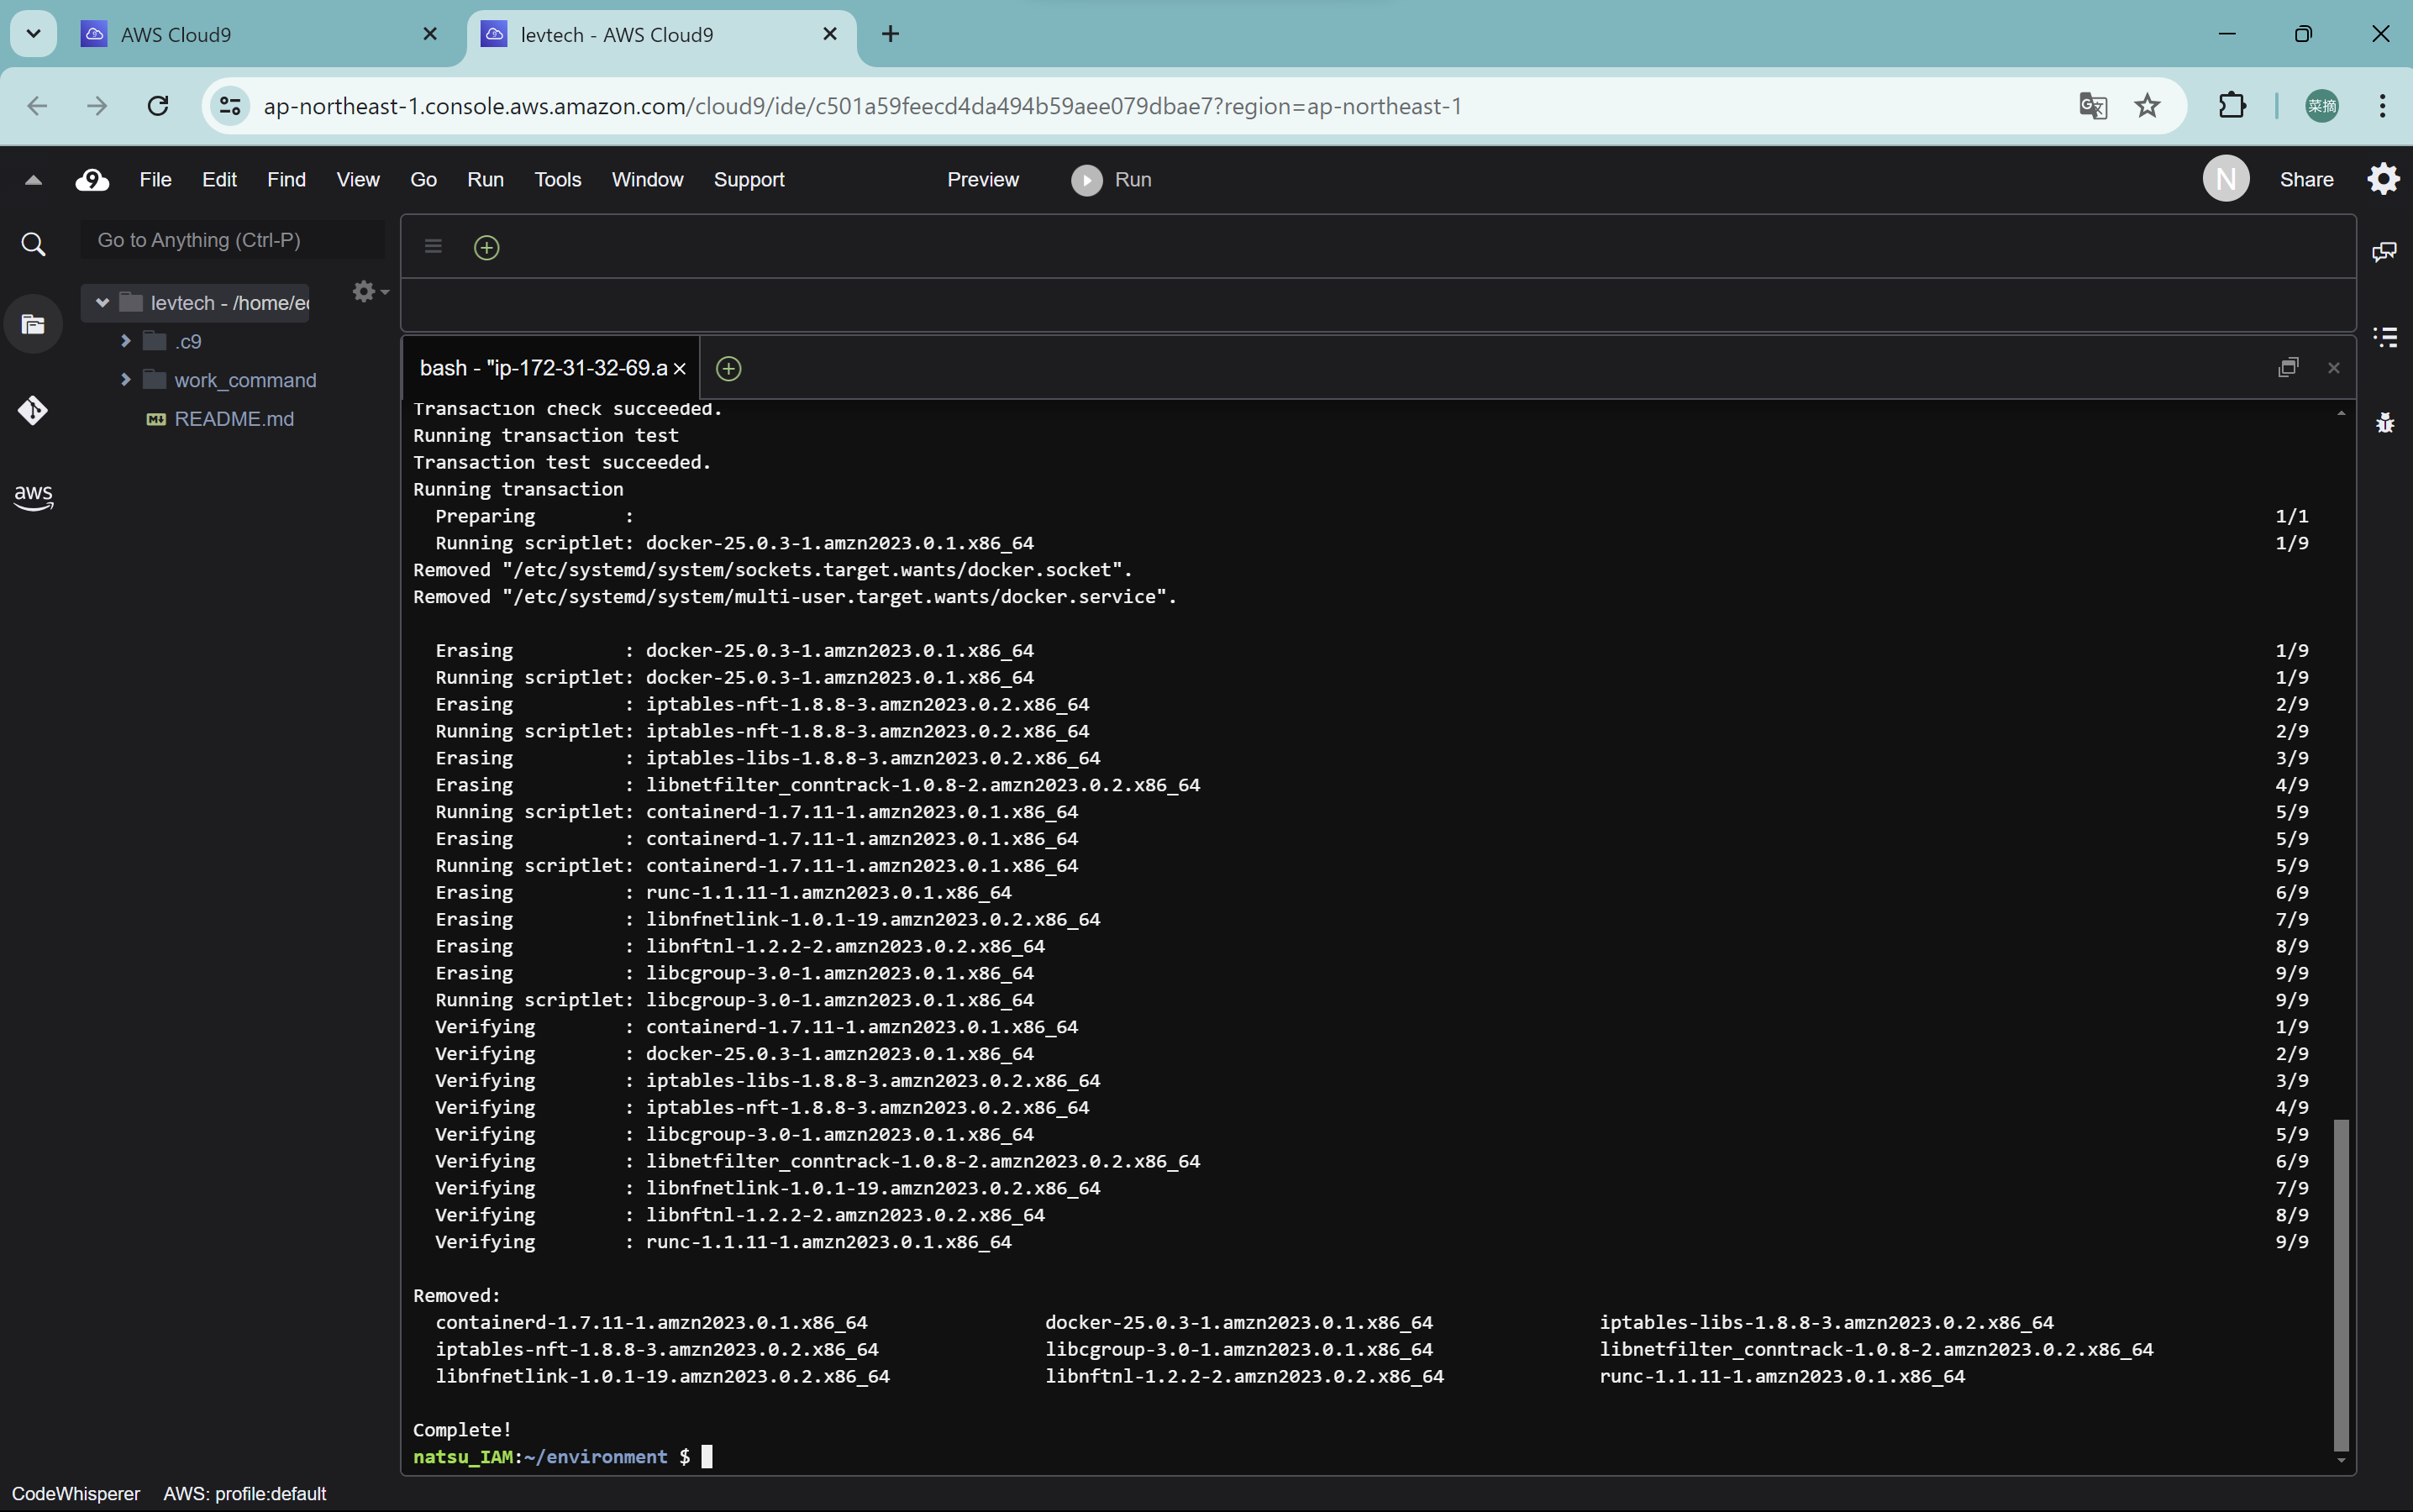 AWS Cloud9
levtech - AWS Cloud9
ap-northeast-1.console.aws.amazon.com/cloud9/ide/c501a59feecd4da494b59aee079dbae7?region=ap-northeast-1
菜摘
9 File Edit Find View Go Run Tools Window Support Preview Run N Share
Go to Anything (Ctrl-P)
levtech - /home/ec
.c9
work_command
README.md
aws
bash - "ip-172-31-32-69.a
Transaction check succeeded.
Running transaction test
Transaction test succeeded.
Running transaction
Preparing : 1/1
Running scriptlet: docker-25.0.3-1.amzn2023.0.1.x86_64 1/9
Removed "/etc/systemd/system/sockets.target.wants/docker.socket".
Removed "/etc/systemd/system/multi-user.target.wants/docker.service".
Erasing : docker-25.0.3-1.amzn2023.0.1.x86_64 1/9
Running scriptlet: docker-25.0.3-1.amzn2023.0.1.x86_64 1/9
Erasing : iptables-nft-1.8.8-3.amzn2023.0.2.x86_64 2/9
Running scriptlet: iptables-nft-1.8.8-3.amzn2023.0.2.x86_64 2/9
Erasing : iptables-libs-1.8.8-3.amzn2023.0.2.x86_64 3/9
Erasing : libnetfilter_conntrack-1.0.8-2.amzn2023.0.2.x86_64 4/9
Running scriptlet: containerd-1.7.11-1.amzn2023.0.1.x86_64 5/9
Erasing : containerd-1.7.11-1.amzn2023.0.1.x86_64 5/9
Running scriptlet: containerd-1.7.11-1.amzn2023.0.1.x86_64 5/9
Erasing : runc-1.1.11-1.amzn2023.0.1.x86_64 6/9
Erasing : libnfnetlink-1.0.1-19.amzn2023.0.2.x86_64 7/9
Erasing : libnftnl-1.2.2-2.amzn2023.0.2.x86_64 8/9
Erasing : libcgroup-3.0-1.amzn2023.0.1.x86_64 9/9
Running scriptlet: libcgroup-3.0-1.amzn2023.0.1.x86_64 9/9
Verifying : containerd-1.7.11-1.amzn2023.0.1.x86_64 1/9
Verifying : docker-25.0.3-1.amzn2023.0.1.x86_64 2/9
Verifying : iptables-libs-1.8.8-3.amzn2023.0.2.x86_64 3/9
Verifying : iptables-nft-1.8.8-3.amzn2023.0.2.x86_64 4/9
Verifying : libcgroup-3.0-1.amzn2023.0.1.x86_64 5/9
Verifying : libnetfilter_conntrack-1.0.8-2.amzn2023.0.2.x86_64 6/9
Verifying : libnfnetlink-1.0.1-19.amzn2023.0.2.x86_64 7/9
Verifying : libnftnl-1.2.2-2.amzn2023.0.2.x86_64 8/9
Verifying : runc-1.1.11-1.amzn2023.0.1.x86_64 9/9
Removed:
containerd-1.7.11-1.amzn2023.0.1.x86_64 docker-25.0.3-1.amzn2023.0.1.x86_64 iptables-libs-1.8.8-3.amzn2023.0.2.x86_64
iptables-nft-1.8.8-3.amzn2023.0.2.x86_64 libcgroup-3.0-1.amzn2023.0.1.x86_64 libnetfilter_conntrack-1.0.8-2.amzn2023.0.2.x86_64
libnfnetlink-1.0.1-19.amzn2023.0.2.x86_64 libnftnl-1.2.2-2.amzn2023.0.2.x86_64 runc-1.1.11-1.amzn2023.0.1.x86_64
Complete!
natsu_IAM:~/environment $
CodeWhisperer AWS: profile:default